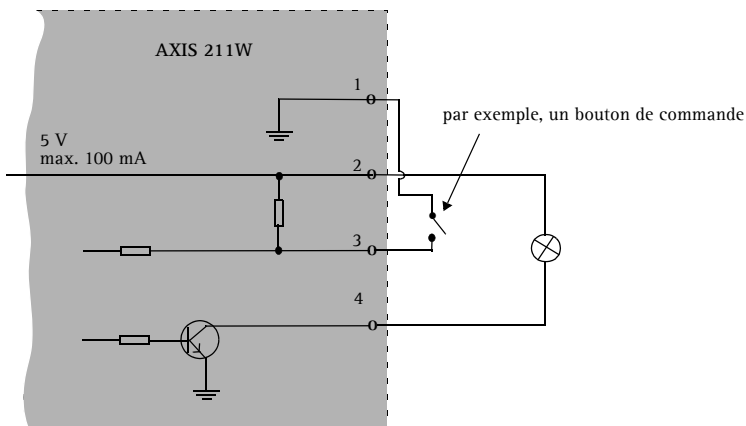 AXIS 211W
1
par exemple, un bouton de commande
5 V
max. 100 mA
2
3
4